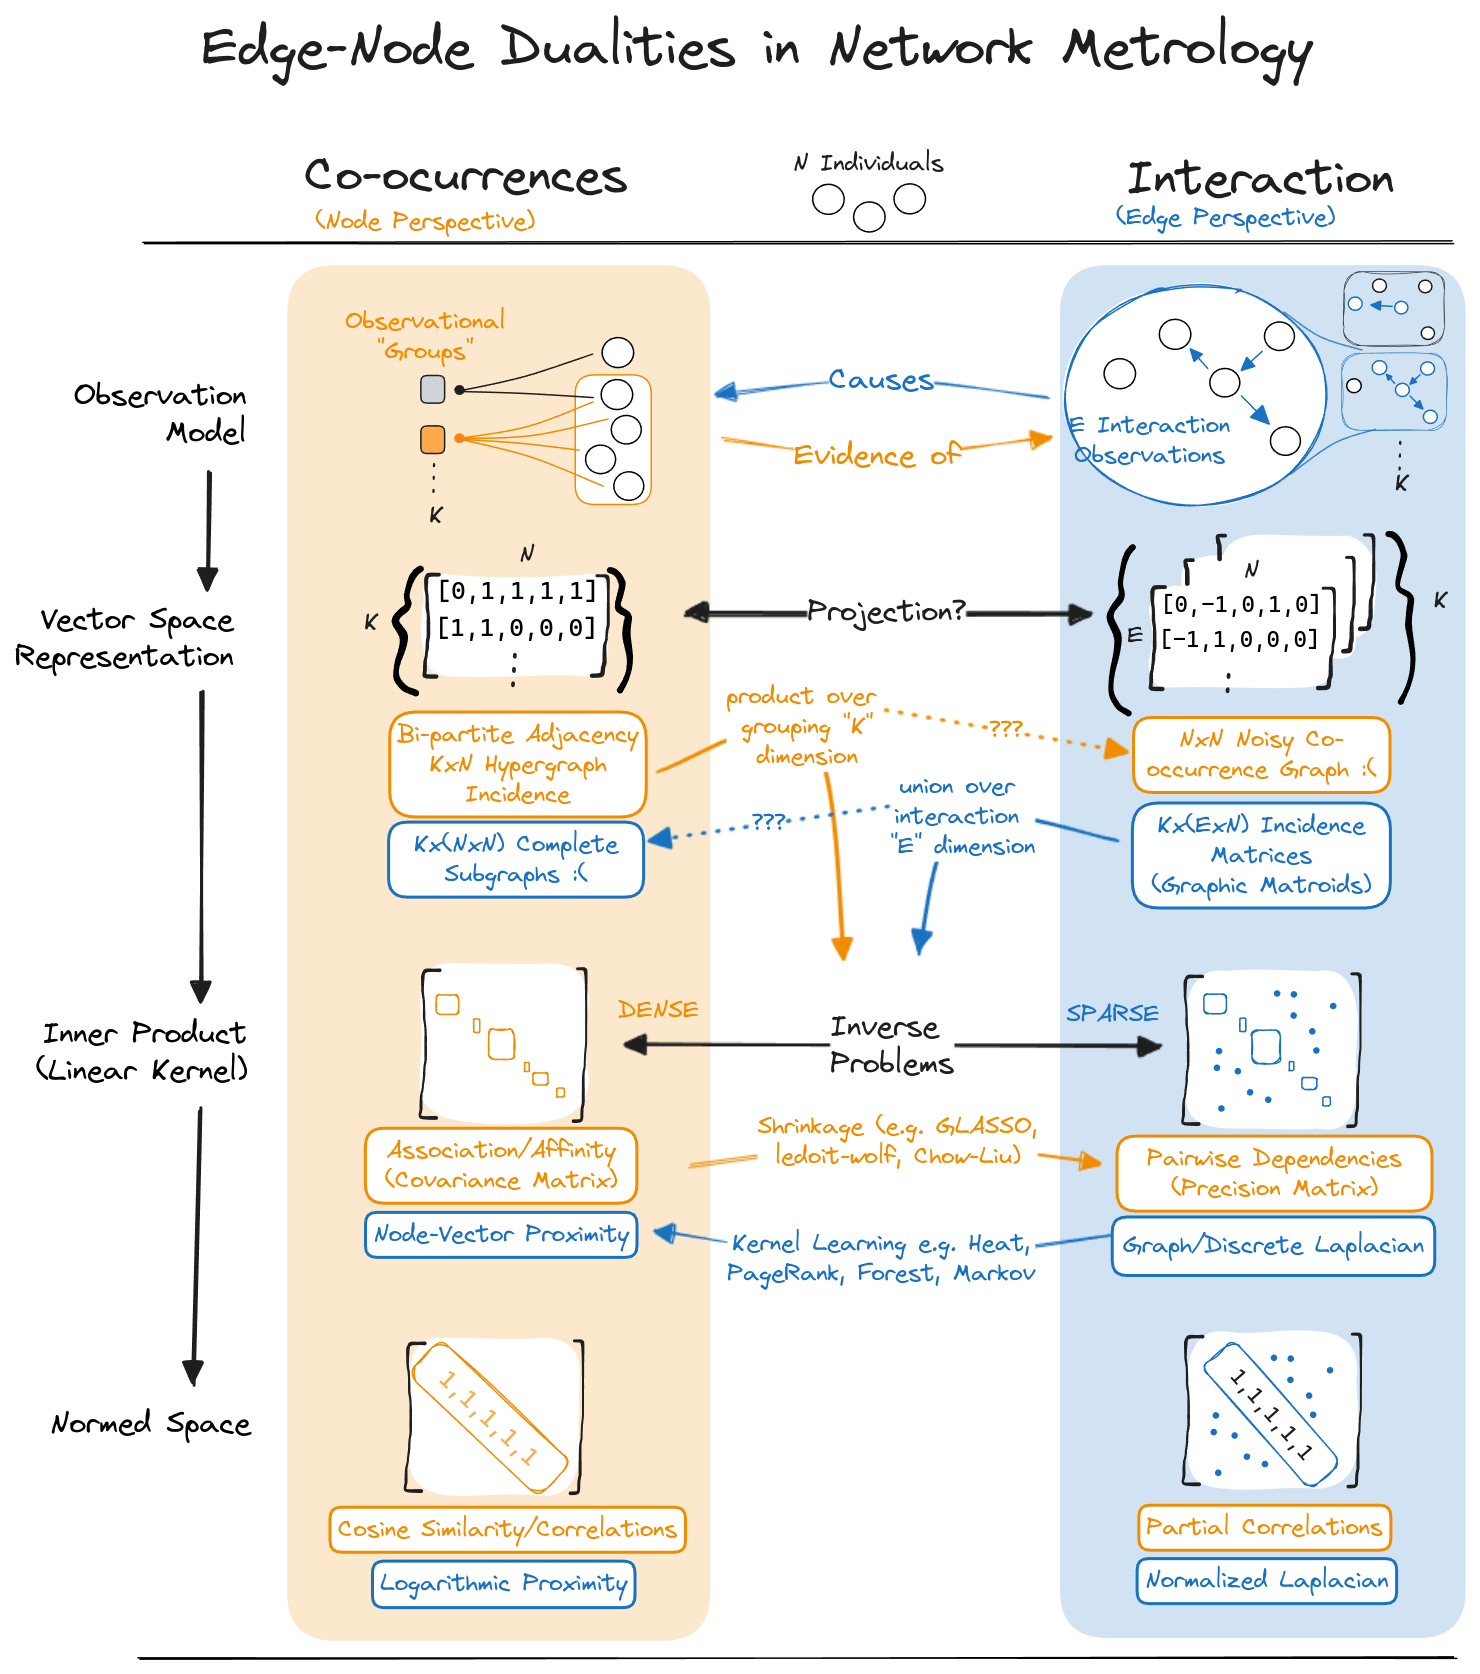 Edge-Node Dualities in Network Metrology
Co-ocurrences
(Node Perspective)
N Individuals
Interaction
(Edge Perspective)
Observation
Model
Observational
"Groups"
K
Causes
Evidence of
E Interaction
Observations
K
Vector Space
Representation
N
K
[0,1,1,1,1]
[1,1,0,0,0]
Projection?
N
E
[0,-1,0,1,0]
[-1,1,0,0,0]
K
Bi-partite Adjacency
KxN Hypergraph
Incidence
Kx(NxN) Complete
Subgraphs :(
product over
grouping "K"
dimension
???
union over
interaction
"E" dimension
???
NxN Noisy Co-
occurrence Graph :(
Kx(ExN) Incidence
Matrices
(Graphic Matroids)
Inner Product
(Linear Kernel)
DENSE
Inverse
Problems
SPARSE
Association/Affinity
(Covariance Matrix)
Node-Vector Proximity
Shrinkage (e.g. GLASSO,
ledoit-wolf, Chow-Liu)
Kernel Learning e.g. Heat,
PageRank, Forest, Markov
Pairwise Dependencies
(Precision Matrix)
Graph/Discrete Laplacian
Normed Space
1,1,1,1,1
1,1,1,1,1
Cosine Similarity/Correlations
Logarithmic Proximity
Partial Correlations
Normalized Laplacian